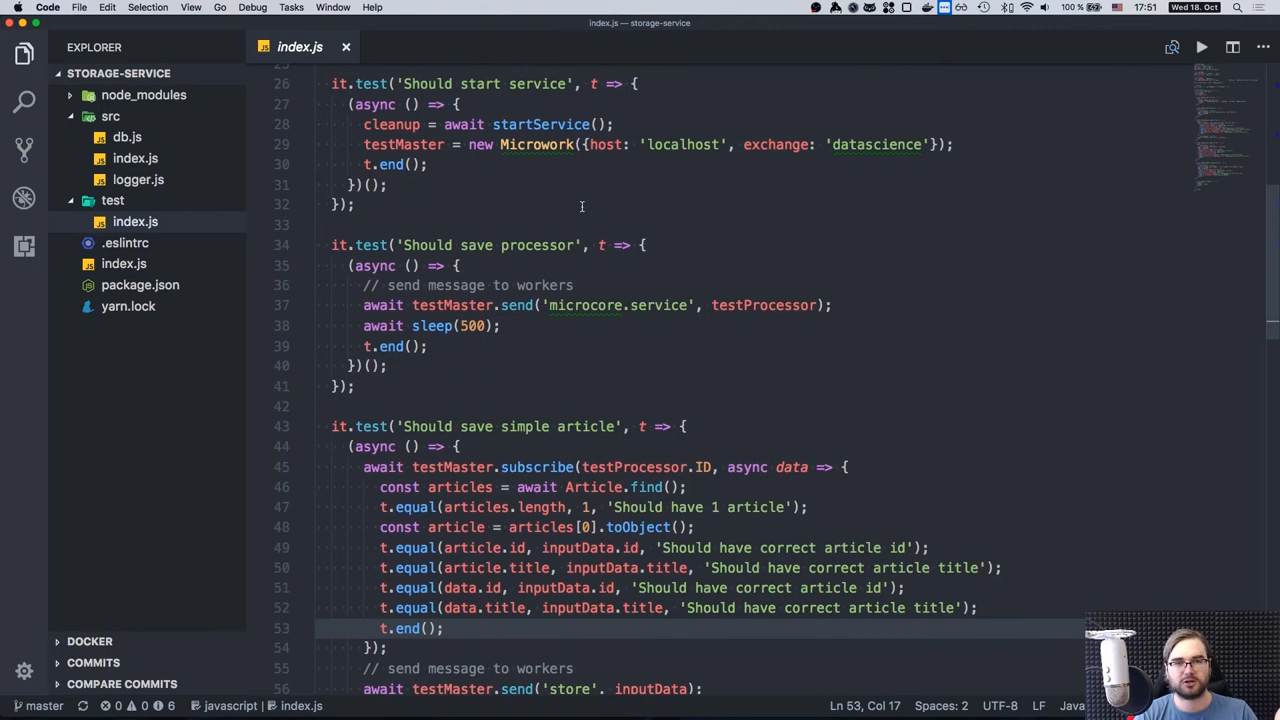 Code File Edit Selection View Go Debug Tasks Window Help 100 % 17:51 Wed 18. Oct
index.js — storage-service
EXPLORER
index.js
STORAGE-SERVICE
node_modules
src
db.js
index.js
logger.js
test
index.js
.eslintrc
index.js
package.json
yarn.lock
DOCKER
COMMITS
COMPARE COMMITS
25
26 it.test('Should start service', t => {
27 (async () => {
28 cleanup = await startService();
29 testMaster = new Microwork({host: 'localhost', exchange: 'datascience'});
30 t.end();
31 })();
32 });
33
34 it.test('Should save processor', t => {
35 (async () => {
36 // send message to workers
37 await testMaster.send('microcore.service', testProcessor);
38 await sleep(500);
39 t.end();
40 })();
41 });
42
43 it.test('Should save simple article', t => {
44 (async () => {
45 await testMaster.subscribe(testProcessor.ID, async data => {
46 const articles = await Article.find();
47 t.equal(articles.length, 1, 'Should have 1 article');
48 const article = articles[0].toObject();
49 t.equal(article.id, inputData.id, 'Should have correct article id');
50 t.equal(article.title, inputData.title, 'Should have correct article title');
51 t.equal(data.id, inputData.id, 'Should have correct article id');
52 t.equal(data.title, inputData.title, 'Should have correct article title');
53 t.end();
54 });
55 // send message to workers
56 await testMaster.send('store', inputData);
master 0 0 6 javascript index.js Ln 53, Col 17 Spaces: 2 UTF-8 LF